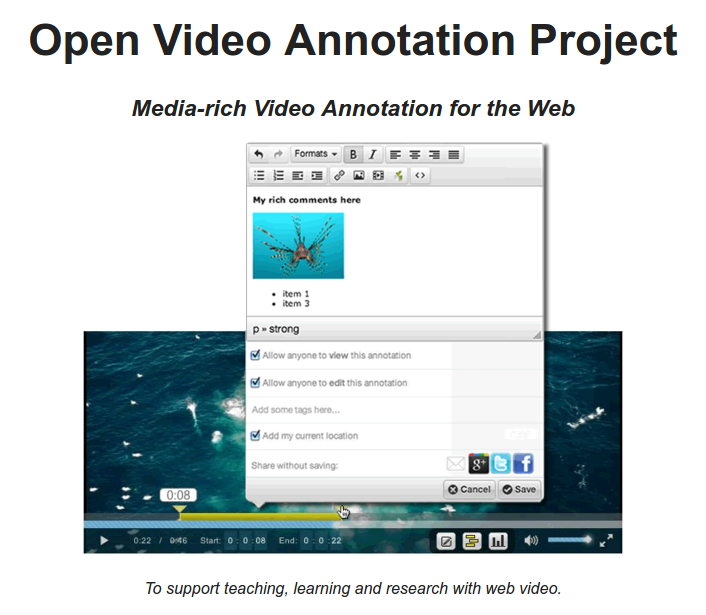 Open Video Annotation Project
Media-rich Video Annotation for the Web
Formats B I
My rich comments here
item 1
item 3
p » strong
Allow anyone to view this annotation
Allow anyone to edit this annotation
Add some tags here...
Add my current location
Share without saving: g+ t f
Cancel Save
0:08
0:22 / 0:46 Start: 0 : 0 : 08 End: 0 : 0 : 22
To support teaching, learning and research with web video.